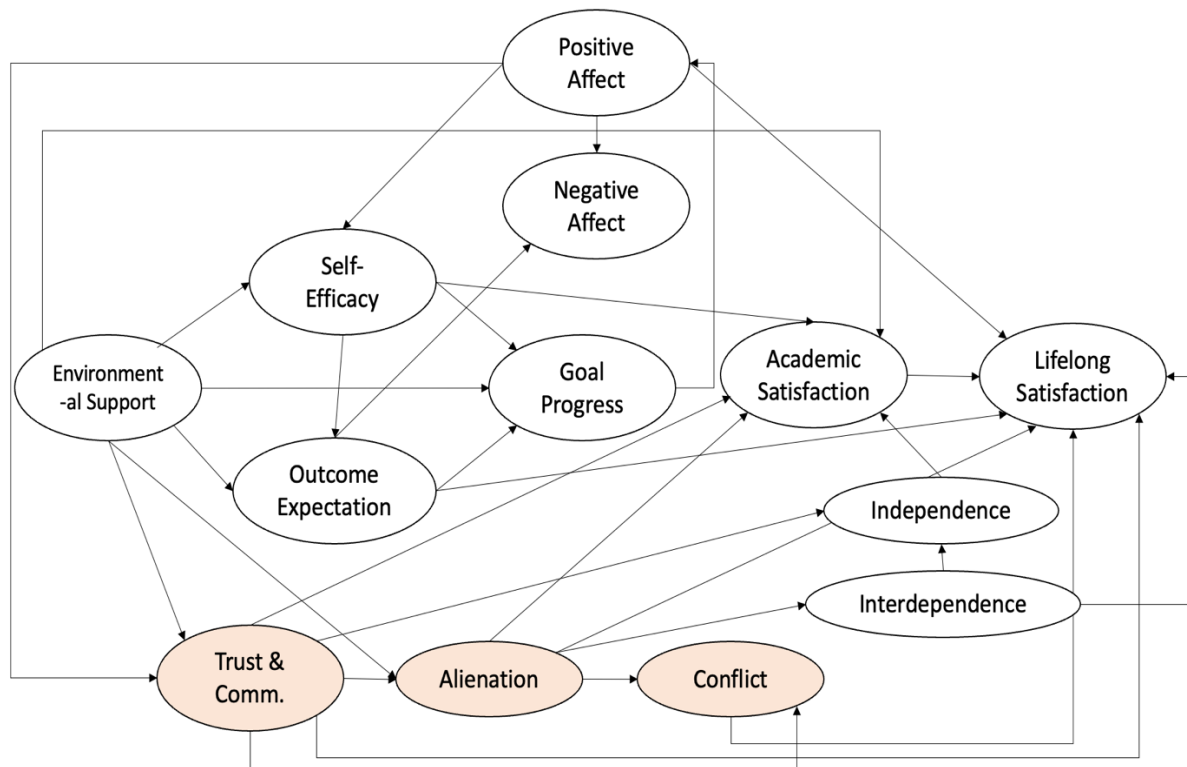 Positive
Affect
Negative
Affect
Self-
Efficacy
Environment
-al Support
Goal
Progress
Academic
Satisfaction
Lifelong
Satisfaction
Outcome
Expectation
Independence
Interdependence
Trust &
Comm.
Alienation
Conflict